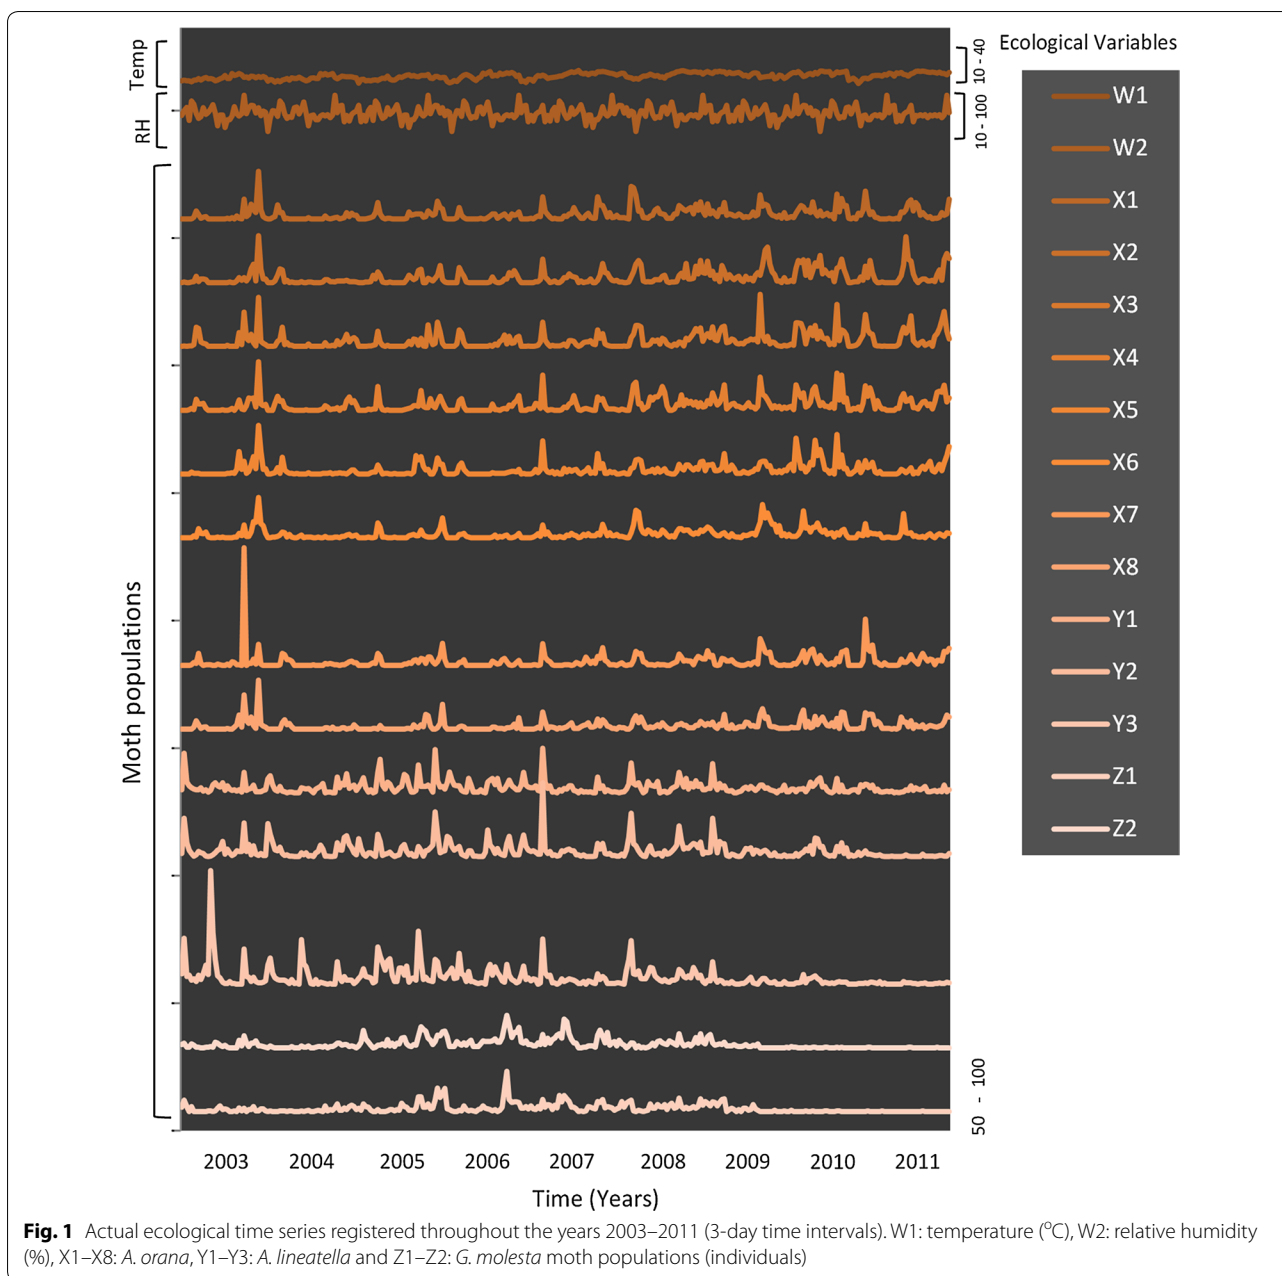 Temp
10 - 40
Ecological Variables
RH
10 - 100
W1
W2
X1
X2
X3
X4
X5
X6
X7
X8
Y1
Y2
Y3
Z1
Z2
Moth populations
50 - 100
2003 2004 2005 2006 2007 2008 2009 2010 2011
Time (Years)
Fig. 1 Actual ecological time series registered throughout the years 2003–2011 (3-day time intervals). W1: temperature (°C), W2: relative humidity
(%), X1–X8: A. orana, Y1–Y3: A. lineatella and Z1–Z2: G. molesta moth populations (individuals)